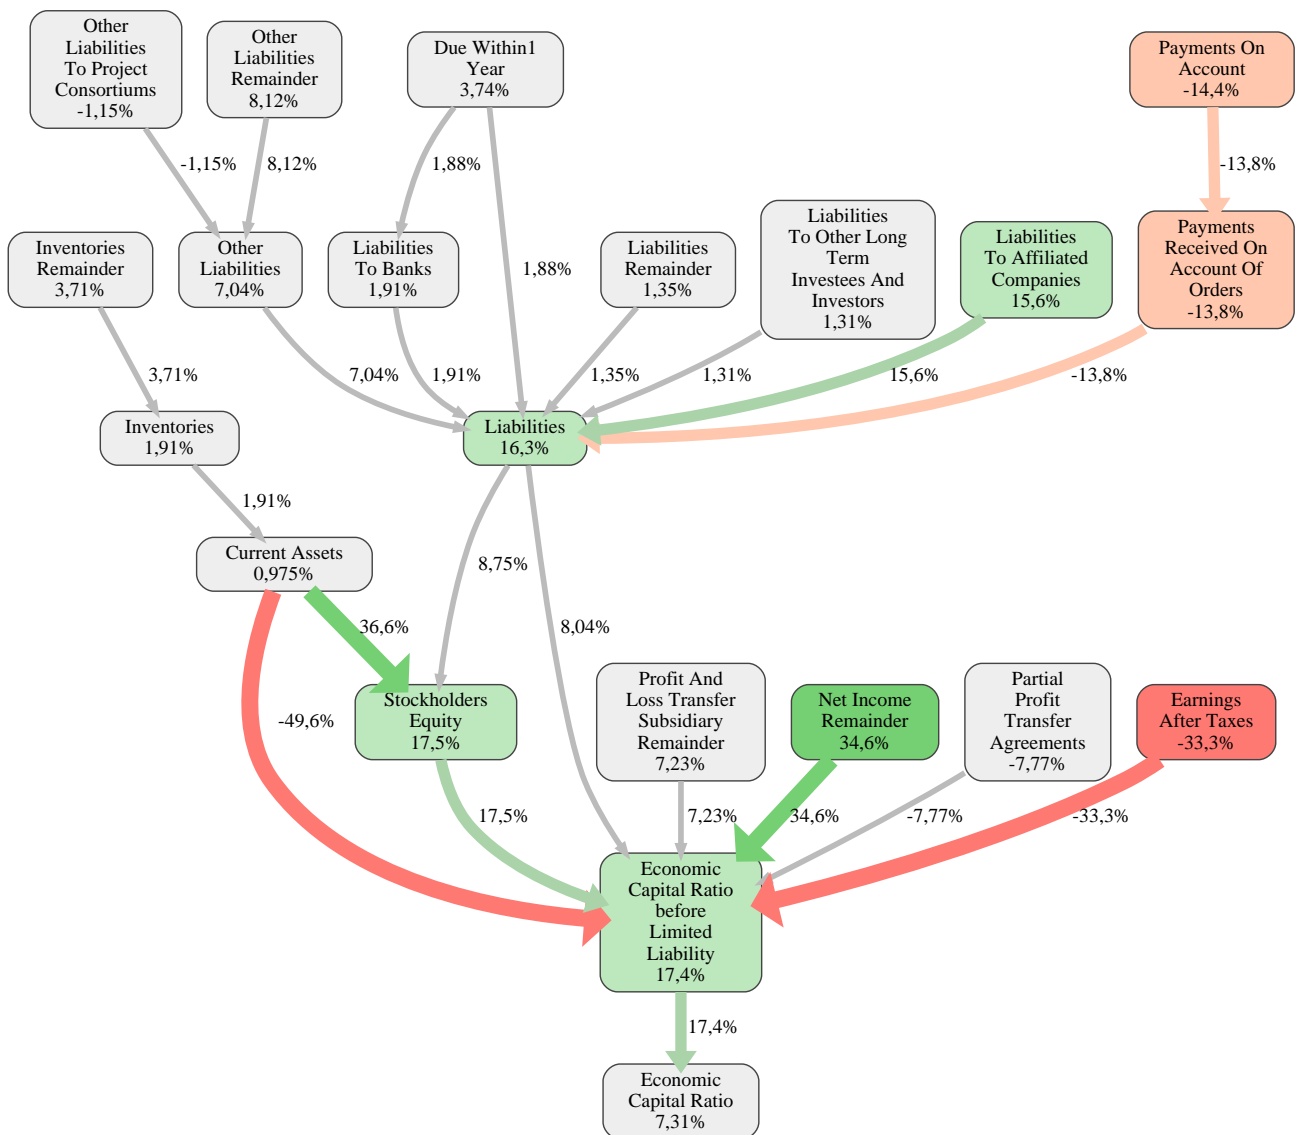 Other
Liabilities
To Project
Consortiums
-1,15%
Other
Liabilities
Remainder
8,12%
Due Within1
Year
3,74%
Payments On
Account
-14,4%
-1,15%
8,12%
1,88%
-13,8%
Inventories
Remainder
3,71%
Other
Liabilities
7,04%
Liabilities
To Banks
1,91%
1,88%
Liabilities
Remainder
1,35%
Liabilities
To Other Long
Term
Investees And
Investors
1,31%
Liabilities
To Affiliated
Companies
15,6%
Payments
Received On
Account Of
Orders
-13,8%
3,71%
7,04%
1,91%
1,35%
1,31%
15,6%
-13,8%
Inventories
1,91%
Liabilities
16,3%
1,91%
Current Assets
0,975%
8,75%
36,6%
8,04%
-49,6%
Stockholders
Equity
17,5%
Profit And
Loss Transfer
Subsidiary
Remainder
7,23%
Net Income
Remainder
34,6%
Partial
Profit
Transfer
Agreements
-7,77%
Earnings
After Taxes
-33,3%
17,5%
7,23%
34,6%
-7,77%
-33,3%
Economic
Capital Ratio
before
Limited
Liability
17,4%
17,4%
Economic
Capital Ratio
7,31%